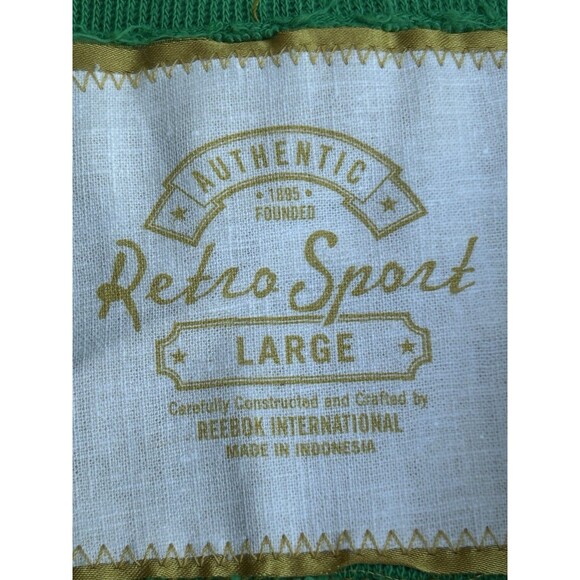 AUTHENTIC
• 1895 •
FOUNDED
Retro Sport
LARGE
Carefully Constructed and Crafted by
REEBOK INTERNATIONAL
MADE IN INDONESIA